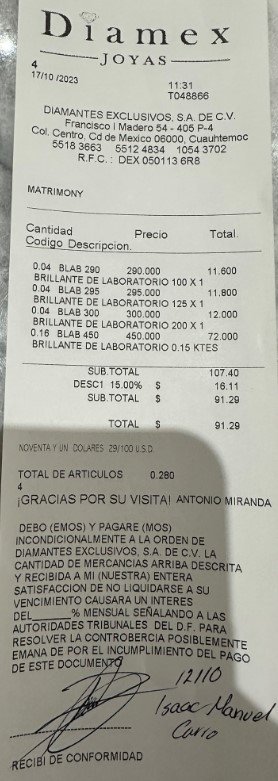 Diamex
JOYAS
4
17/10 /2023
11:31
T048866
DIAMANTES EXCLUSIVOS, S.A. DE C.V.
Francisco I Madero 54 - 405 P-4
Col. Centro, Cd de Mexico 06000, Cuauhtemoc
5518 3663 5512 4834 1054 3702
R.F.C. : DEX 050113 6R8
MATRIMONY
Cantidad Precio Total.
Codigo Descripcion.
0.04 BLAB 290 290.000 11.600
BRILLANTE DE LABORATORIO 100 X 1
0.04 BLAB 295 295.000 11.800
BRILLANTE DE LABORATORIO 125 X 1
0.04 BLAB 300 300.000 12.000
BRILLANTE DE LABORATORIO 200 X 1
0.16 BLAB 450 450.000 72.000
BRILLANTE DE LABORATORIO 0.15 KTES
SUB.TOTAL 107.40
DESC1 15.00% $ 16.11
SUB.TOTAL $ 91.29
TOTAL $ 91.29
NOVENTA Y UN DOLARES 29/100 U.S.D.
TOTAL DE ARTICULOS 0.280
4
¡GRACIAS POR SU VISITA! ANTONIO MIRANDA
DEBO (EMOS) Y PAGARE (MOS)
INCONDICIONALMENTE A LA ORDEN DE
DIAMANTES EXCLUSIVOS, S.A. DE C.V. LA
CANTIDAD DE MERCANCIAS ARRIBA DESCRITA
Y RECIBIDA A MI (NUESTRA) ENTERA
SATISFACCION DE NO LIQUIDARSE A SU
VENCIMIENTO CAUSARA UN INTERES
DEL______% MENSUAL SEÑALANDO A LAS
AUTORIDADES TRIBUNALES DEL D.F. PARA
RESOLVER LA CONTROBERCIA POSIBLEMENTE
EMANA DE POR EL INCUMPLIMIENTO DEL PAGO
DE ESTE DOCUMENTO
12110
Isaac Manuel
Carro
RECIBI DE CONFORMIDAD